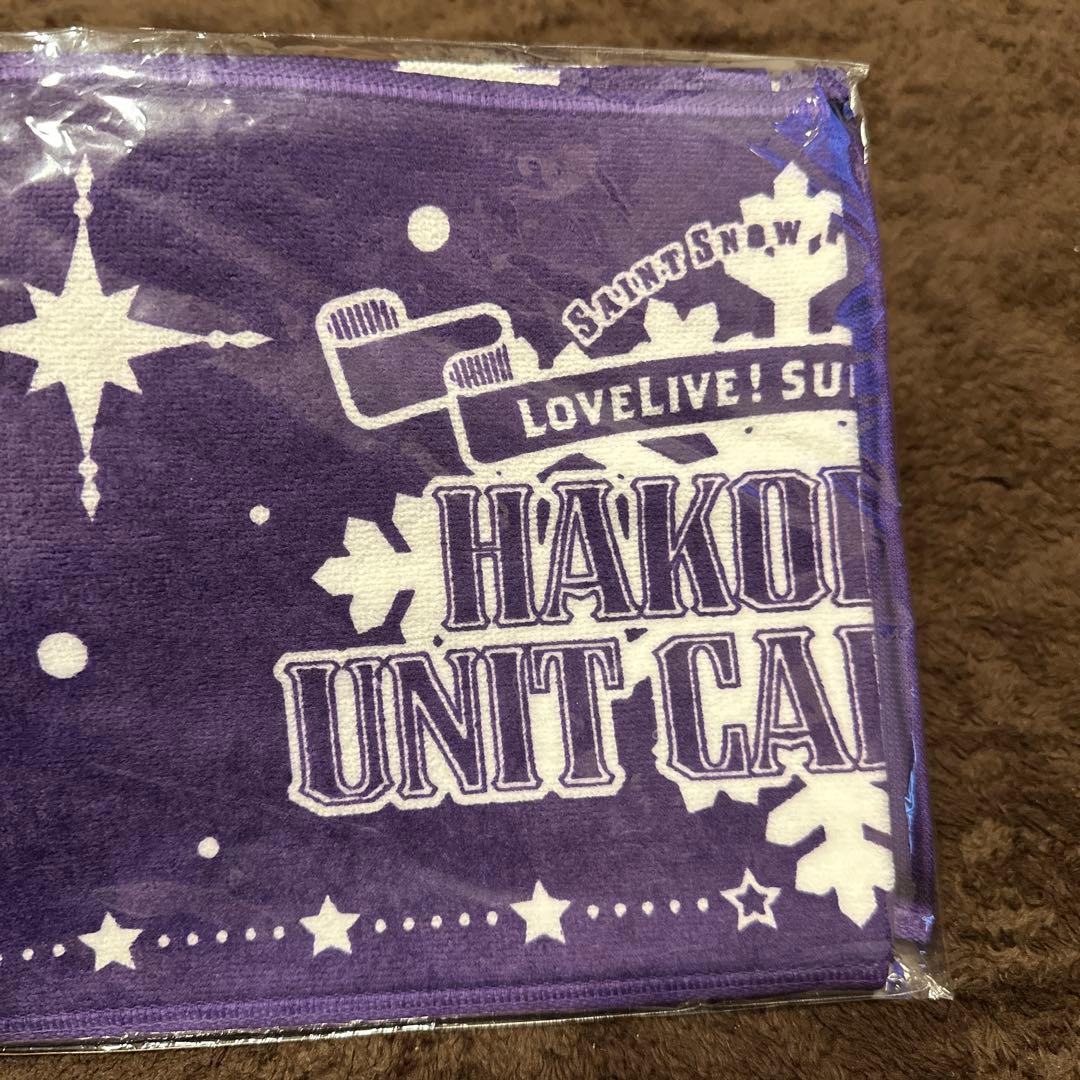 SAINT SNOW
LOVELIVE! SU
HAKO
UNIT CA